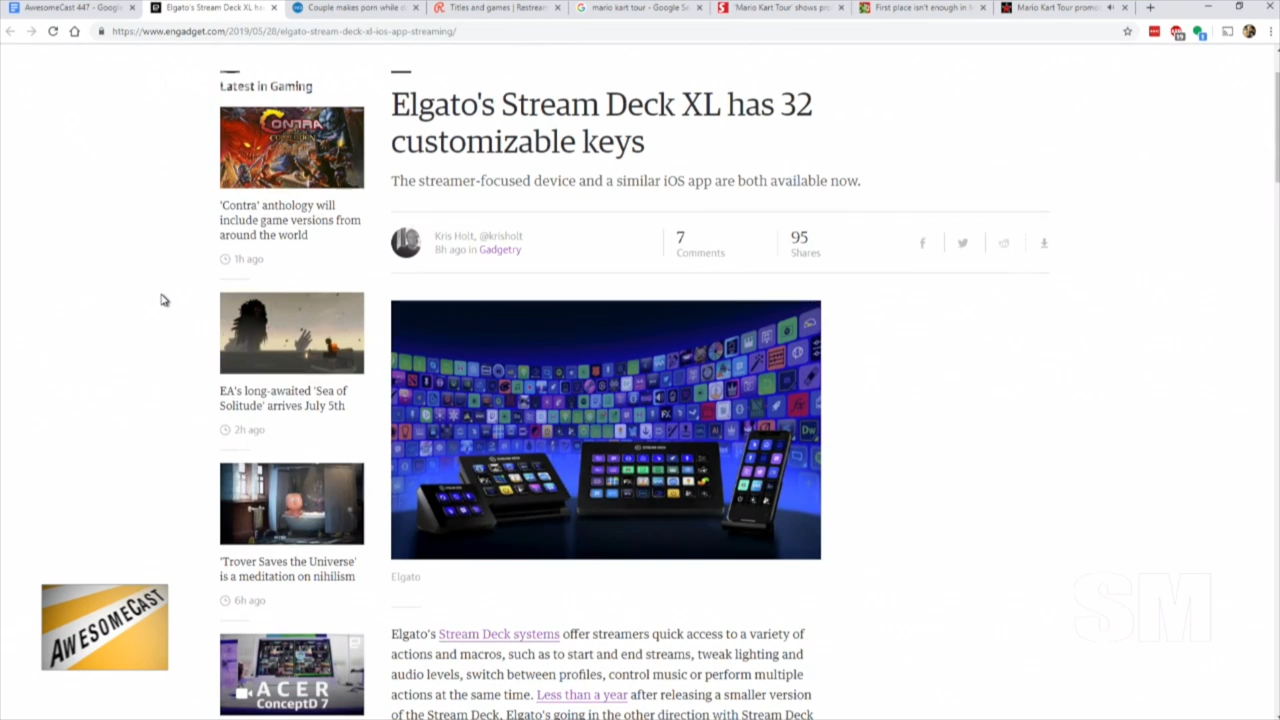 AwesomeCast 447 - Google
Elgato's Stream Deck XL ha
Couple makes porn while d
Titles and games | Restream
mario kart tour - Google Se
'Mario Kart Tour' shows pr
First place isn't enough in M
Mario Kart Tour promo
https://www.engadget.com/2019/05/28/elgato-stream-deck-xl-ios-app-streaming/
Latest in Gaming
CONTRA
'Contra' anthology will
include game versions from
around the world
1h ago
EA's long-awaited 'Sea of
Solitude' arrives July 5th
2h ago
'Trover Saves the Universe'
is a meditation on nihilism
6h ago
ACER
ConceptD 7
Elgato's Stream Deck XL has 32
customizable keys
The streamer-focused device and a similar iOS app are both available now.
Kris Holt, @krisholt
8h ago in Gadgetry
7
Comments
95
Shares
Elgato
Elgato's Stream Deck systems offer streamers quick access to a variety of
actions and macros, such as to start and end streams, tweak lighting and
audio levels, switch between profiles, control music or perform multiple
actions at the same time. Less than a year after releasing a smaller version
of the Stream Deck, Elgato's going in the other direction with Stream Deck
AWESOMECAST
SM